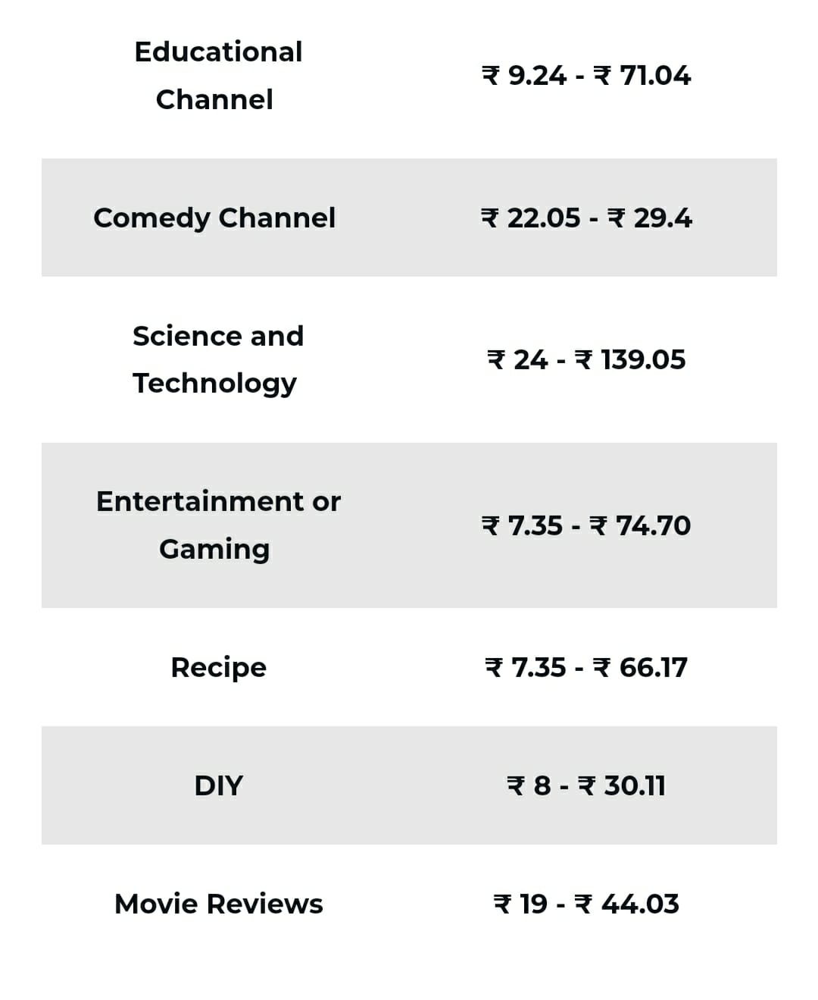 Educational
Channel
₹ 9.24 - ₹ 71.04
Comedy Channel
₹ 22.05 - ₹ 29.4
Science and
Technology
₹ 24 - ₹ 139.05
Entertainment or
Gaming
₹ 7.35 - ₹ 74.70
Recipe
₹ 7.35 - ₹ 66.17
DIY
₹ 8 - ₹ 30.11
Movie Reviews
₹ 19 - ₹ 44.03